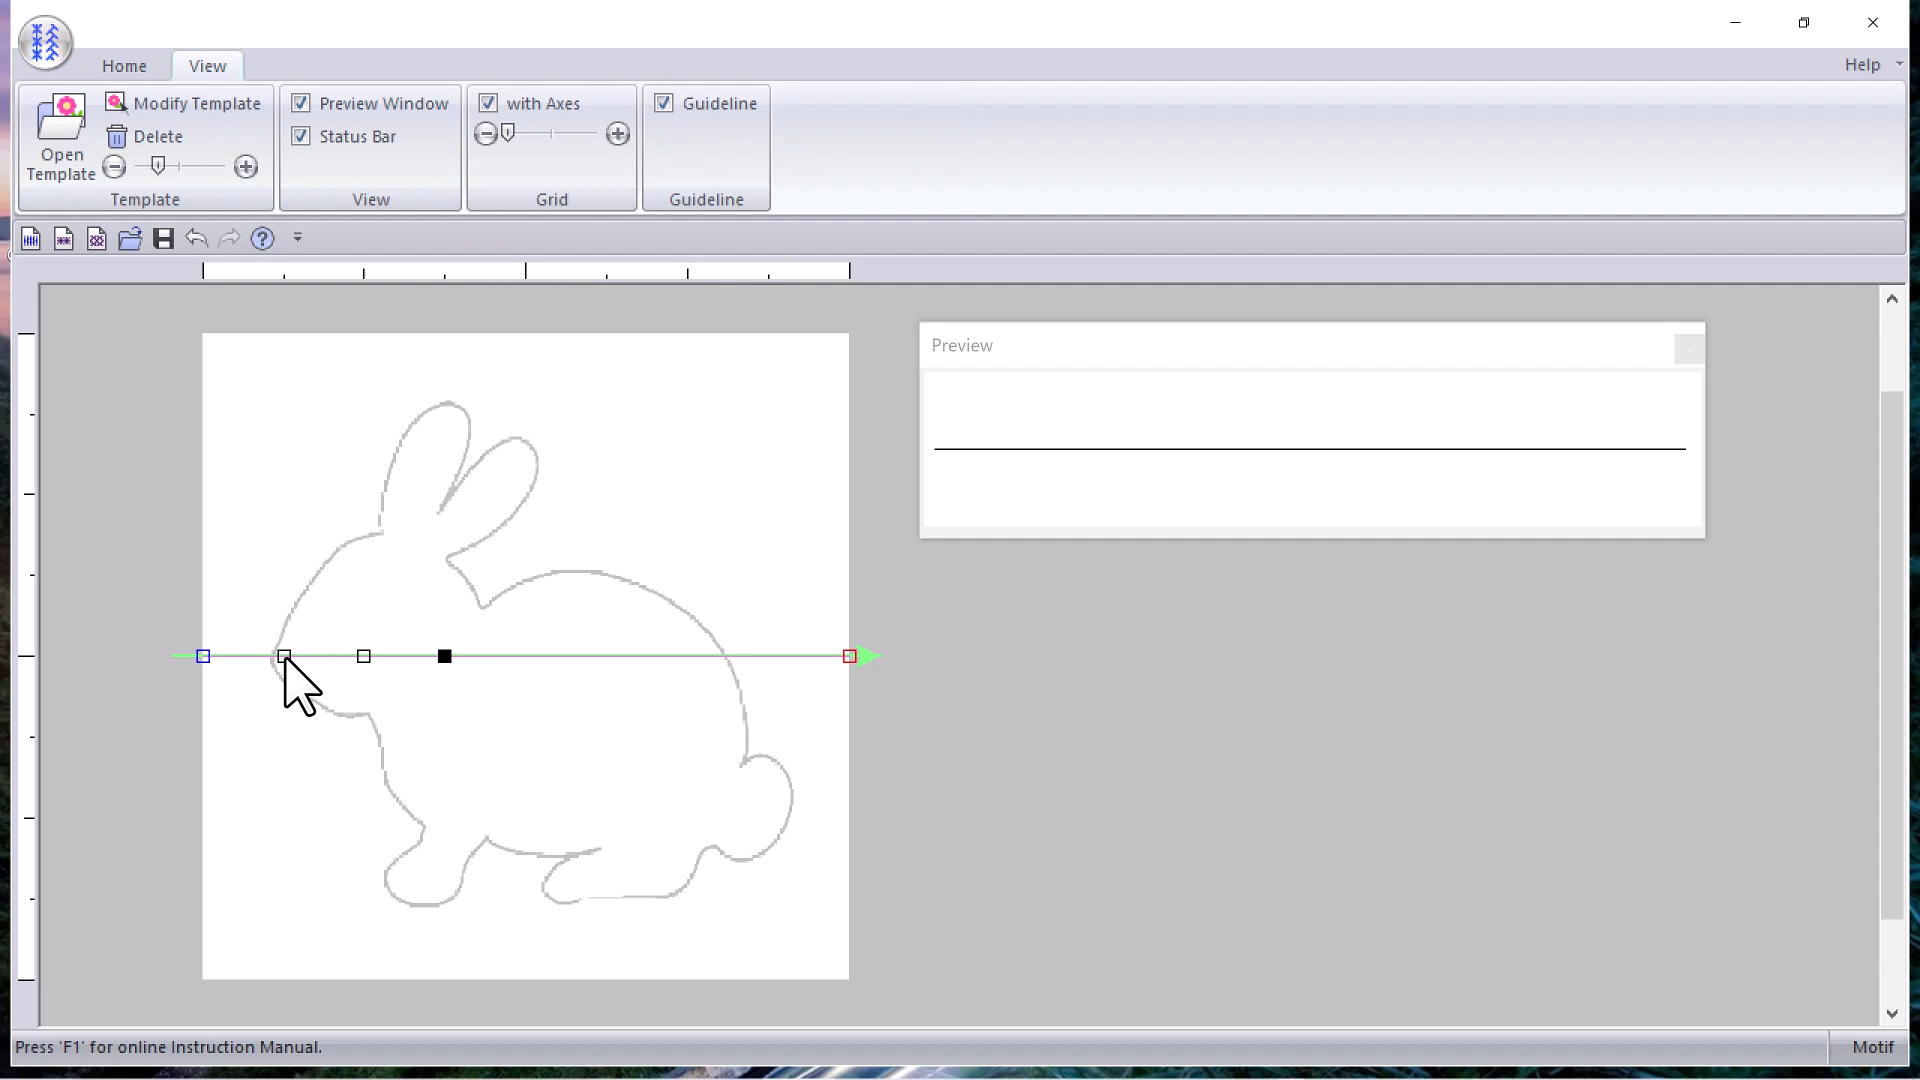 Home
View
Help
Open
Template
Modify Template
Delete
Template
Preview Window
Status Bar
View
with Axes
Grid
Guideline
Guideline
Preview
Press 'F1' for online Instruction Manual.
Motif